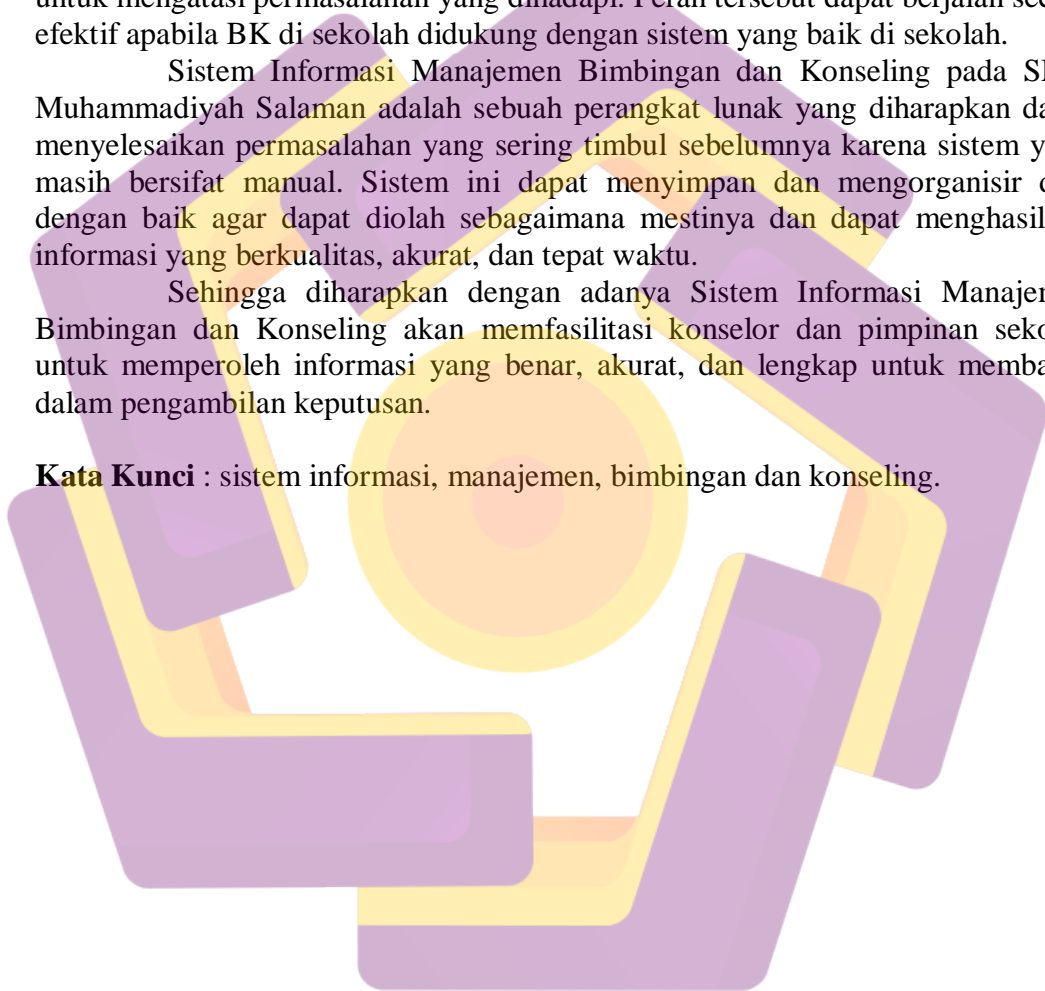 untuk mengatasi permasalahan yang dihadapi. Peran tersebut dapat berjalan
efektif apabila BK di sekolah didukung dengan sistem yang baik di sekolah.
Sistem Informasi Manajemen Bimbingan dan Konseling pada
Muhammadiyah Salaman adalah sebuah perangkat lunak yang diharapkan
menyelesaikan permasalahan yang sering timbul sebelumnya karena sistem
masih bersifat manual. Sistem ini dapat menyimpan dan mengorganisir
dengan baik agar dapat diolah sebagaimana mestinya dan dapat
informasi yang berkualitas, akurat, dan tepat waktu.
Sehingga diharapkan dengan adanya Sistem Informasi
Bimbingan dan Konseling akan memfasilitasi konselor dan pimpinan
untuk memperoleh informasi yang benar, akurat, dan lengkap untuk
dalam pengambilan keputusan.
Kata Kunci : sistem informasi, manajemen, bimbingan dan konseling.